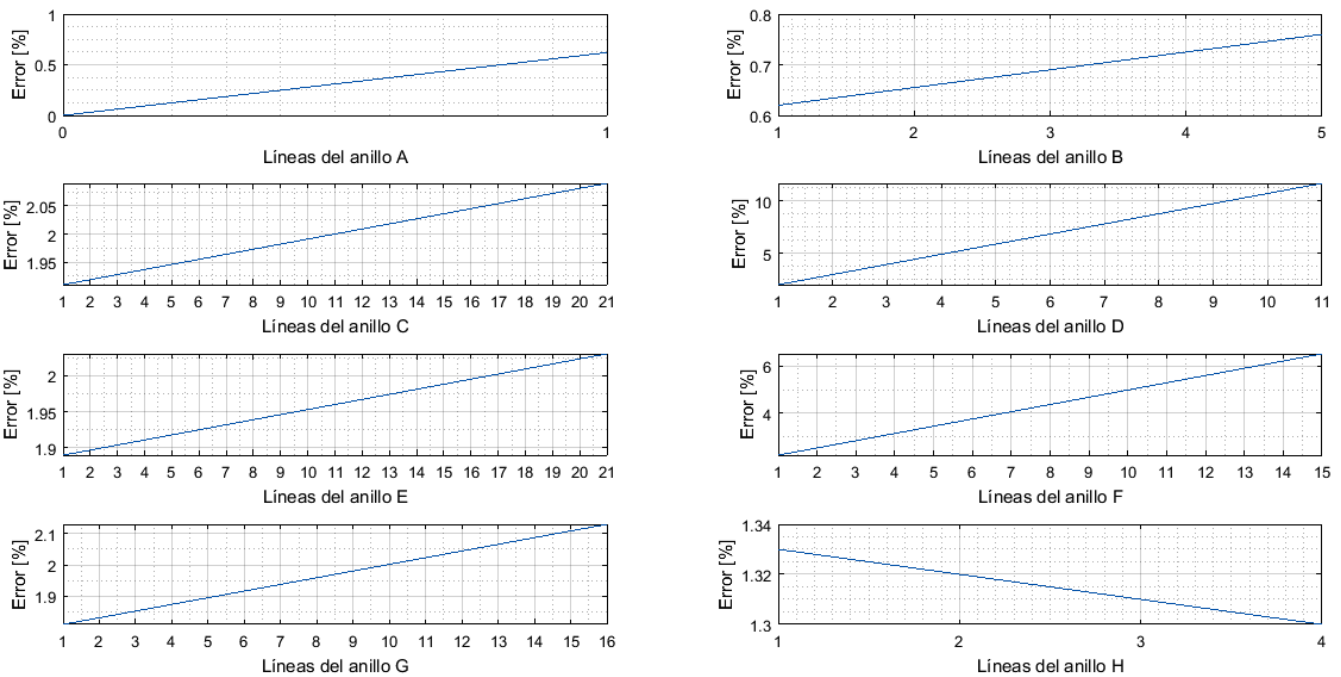 Error [%]
1
0.5
0
0 1
Líneas del anillo A
Error [%]
0.8
0.7
0.6
1 2 3 4 5
Líneas del anillo B
Error [%]
2.05
2
1.95
1 2 3 4 5 6 7 8 9 10 11 12 13 14 15 16 17 18 19 20 21
Líneas del anillo C
Error [%]
10
5
1 2 3 4 5 6 7 8 9 10 11
Líneas del anillo D
Error [%]
2
1.95
1.9
1 2 3 4 5 6 7 8 9 10 11 12 13 14 15 16 17 18 19 20 21
Líneas del anillo E
Error [%]
6
4
1 2 3 4 5 6 7 8 9 10 11 12 13 14 15
Líneas del anillo F
Error [%]
2.1
2
1.9
1 2 3 4 5 6 7 8 9 10 11 12 13 14 15 16
Líneas del anillo G
Error [%]
1.34
1.32
1.3
1 2 3 4
Líneas del anillo H